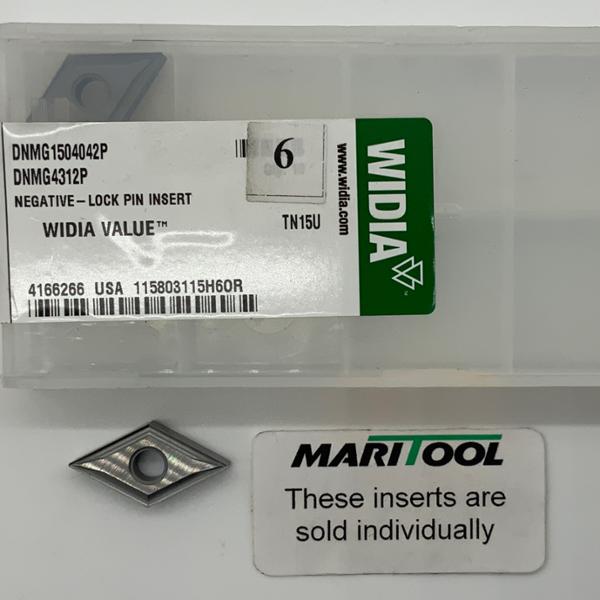 DNMG1504042P
DNMG4312P
NEGATIVE-LOCK PIN INSERT
WIDIA VALUE™
6
TN15U
4166266 USA 115803115H6OR
www.widia.com
WIDIA
MARITOOL
These inserts are
sold individually